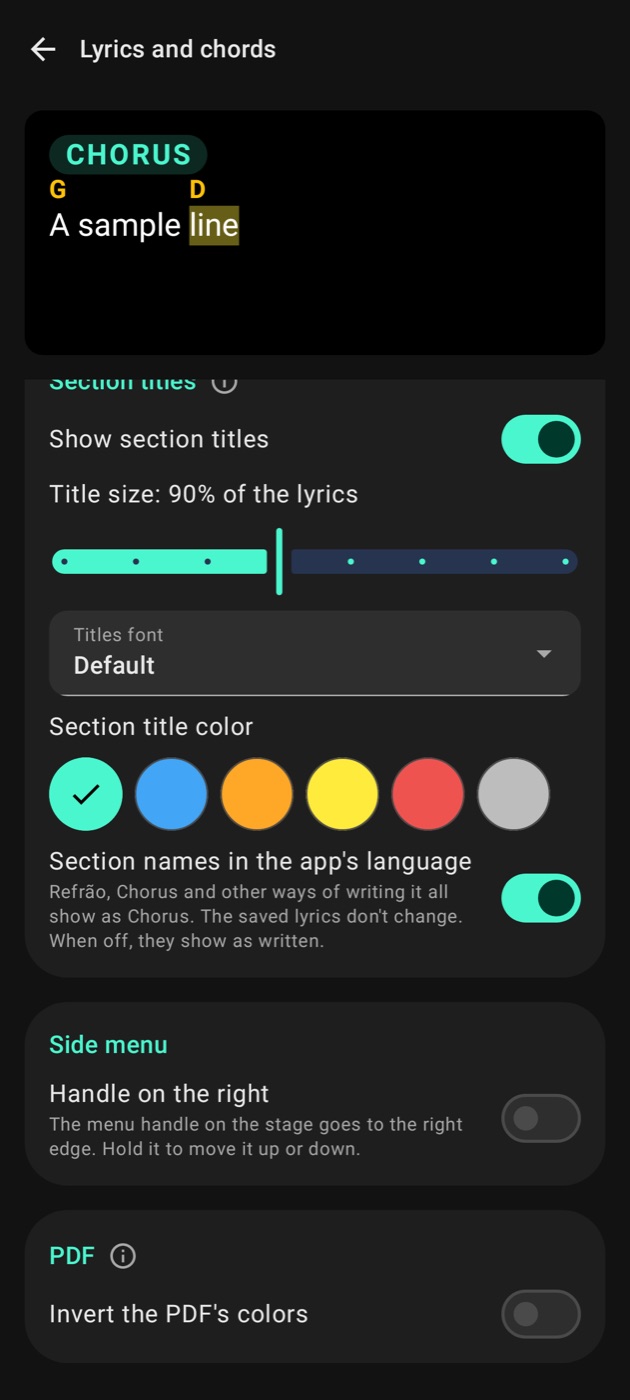 Lyrics and chords
CHORUS
G D
A sample line
Section titles
Show section titles
Title size: 90% of the lyrics
Titles font
Default
Section title color
Section names in the app's language
Refrão, Chorus and other ways of writing it all
show as Chorus. The saved lyrics don't change.
When off, they show as written.
Side menu
Handle on the right
The menu handle on the stage goes to the right
edge. Hold it to move it up or down.
PDF
Invert the PDF's colors